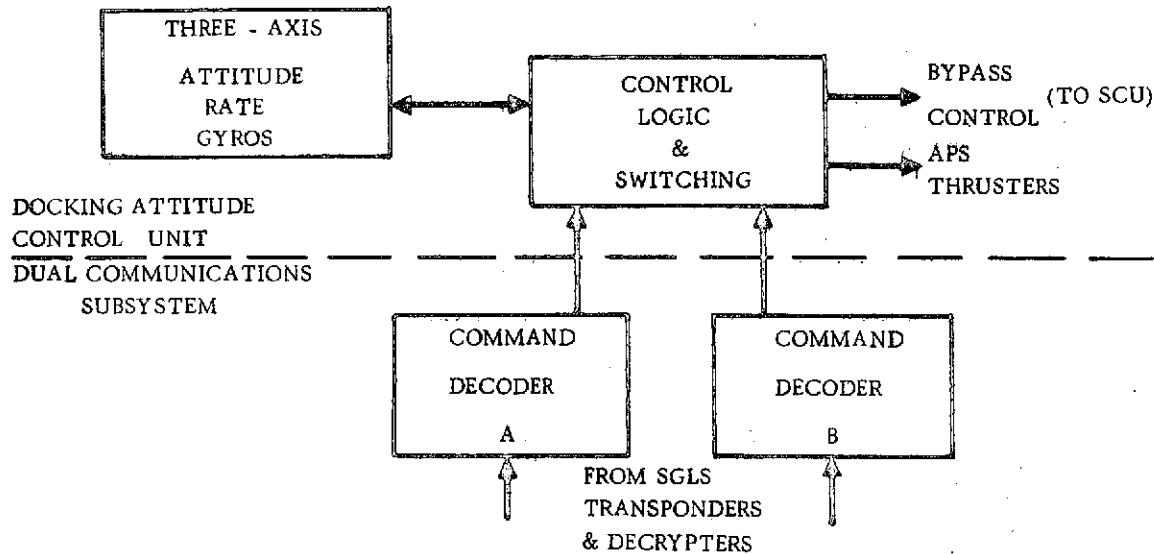 THREE - AXIS
ATTITUDE
RATE
GYROS
CONTROL
LOGIC
&
SWITCHING
BYPASS
CONTROL
(TO SCU)
APS
THRUSTERS
DOCKING ATTITUDE
CONTROL UNIT
DUAL COMMUNICATIONS
SUBSYSTEM
COMMAND
DECODER
A
COMMAND
DECODER
B
FROM SGLS
TRANSPONDERS
& DECRYPTERS